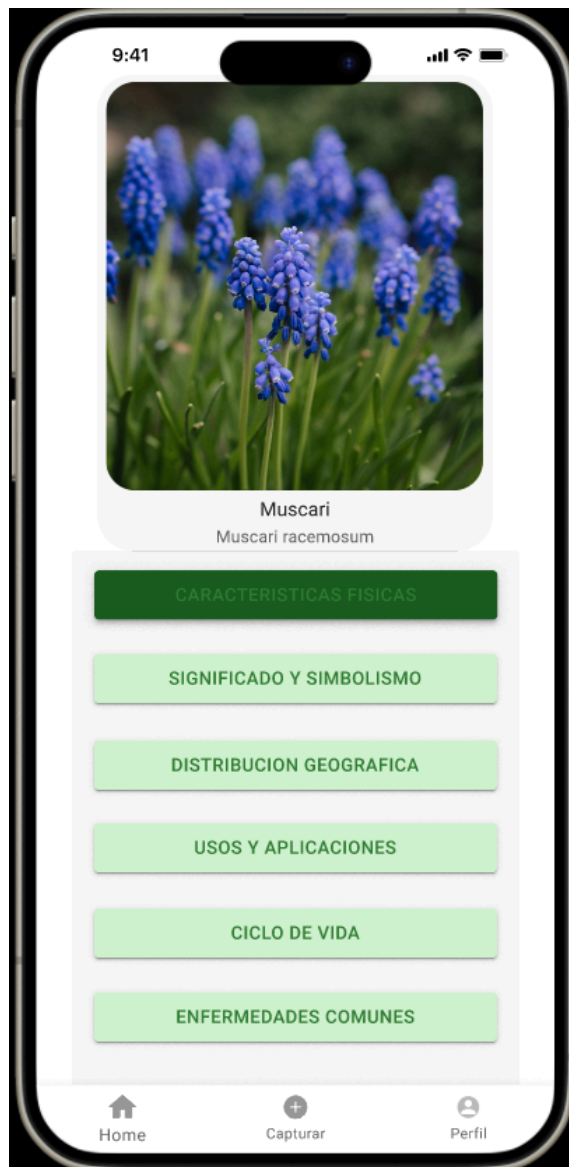 9:41
Muscari
Muscari racemosum
CARACTERISTICAS FISICAS
SIGNIFICADO Y SIMBOLISMO
DISTRIBUCION GEOGRAFICA
USOS Y APLICACIONES
CICLO DE VIDA
ENFERMEDADES COMUNES
Home Capturar Perfil